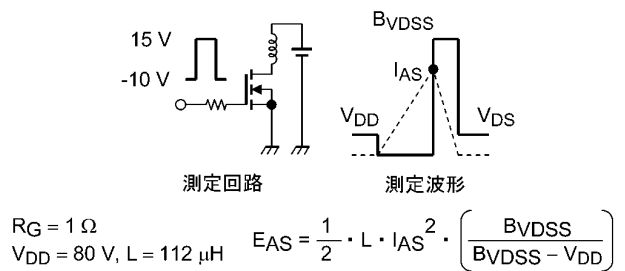 15 V
-10 V
測定回路
BVDSS
IAS
VDD
VDS
測定波形
RG = 1 Ω
VDD = 80 V, L = 112 μH
EAS = 1/2 · L · IAS² · (BVDSS / (BVDSS − VDD))